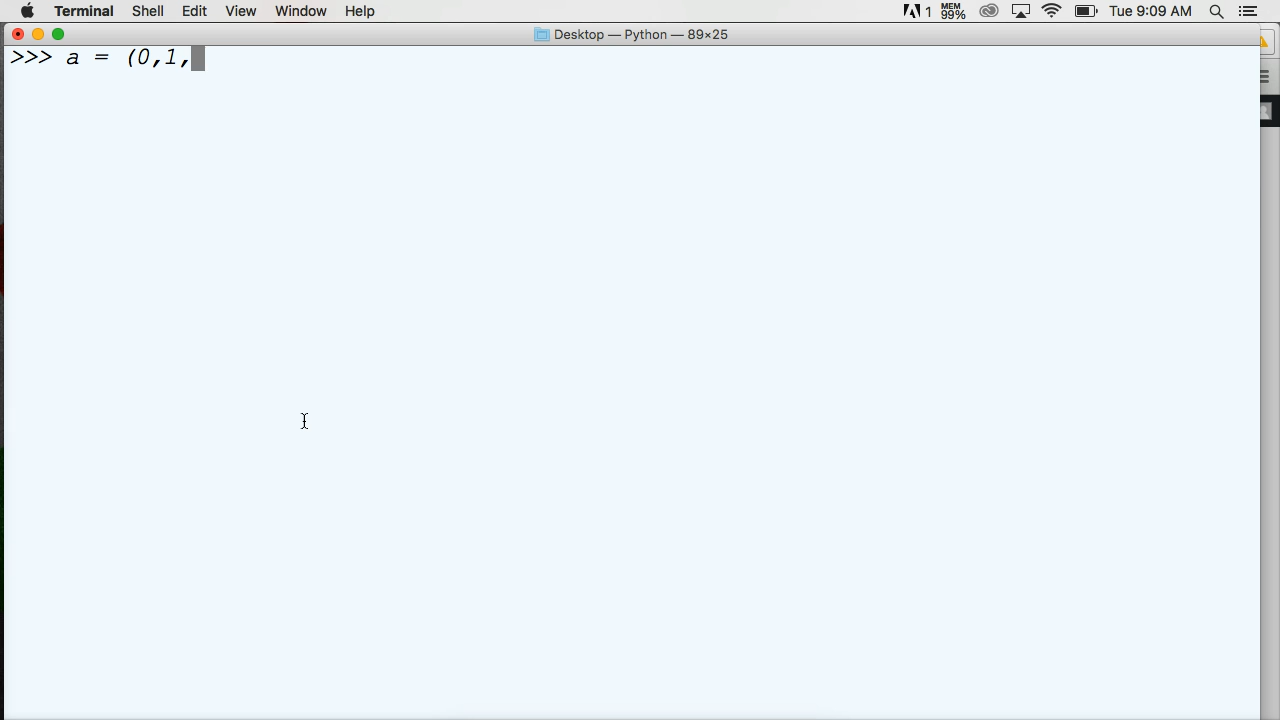 Terminal Shell Edit View Window Help 1 MEM 99% Tue 9:09 AM
Desktop — Python — 89×25
>>> a = (0,1,